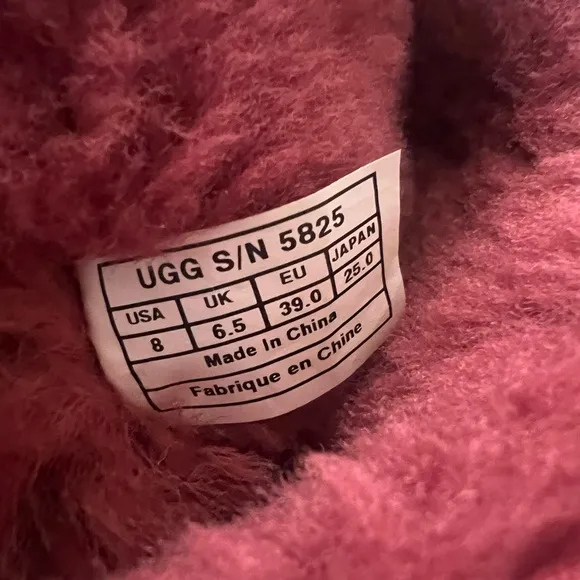 UGG S/N 5825
USA UK EU JAPAN
8 6.5 39.0 25.0
Made In China
Fabrique en Chine